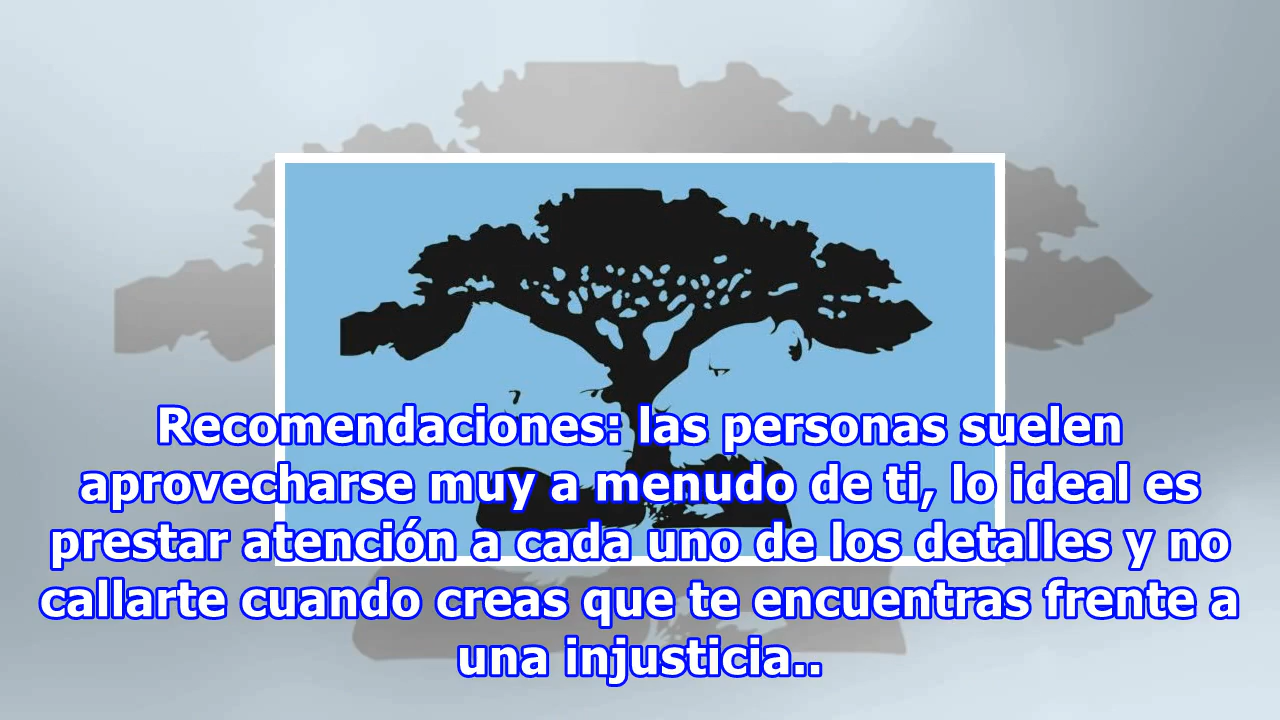 Recomendaciones: las personas suelen
aprovecharse muy a menudo de ti, lo ideal es
prestar atención a cada uno de los detalles y no
callarte cuando creas que te encuentras frente a
una injusticia..